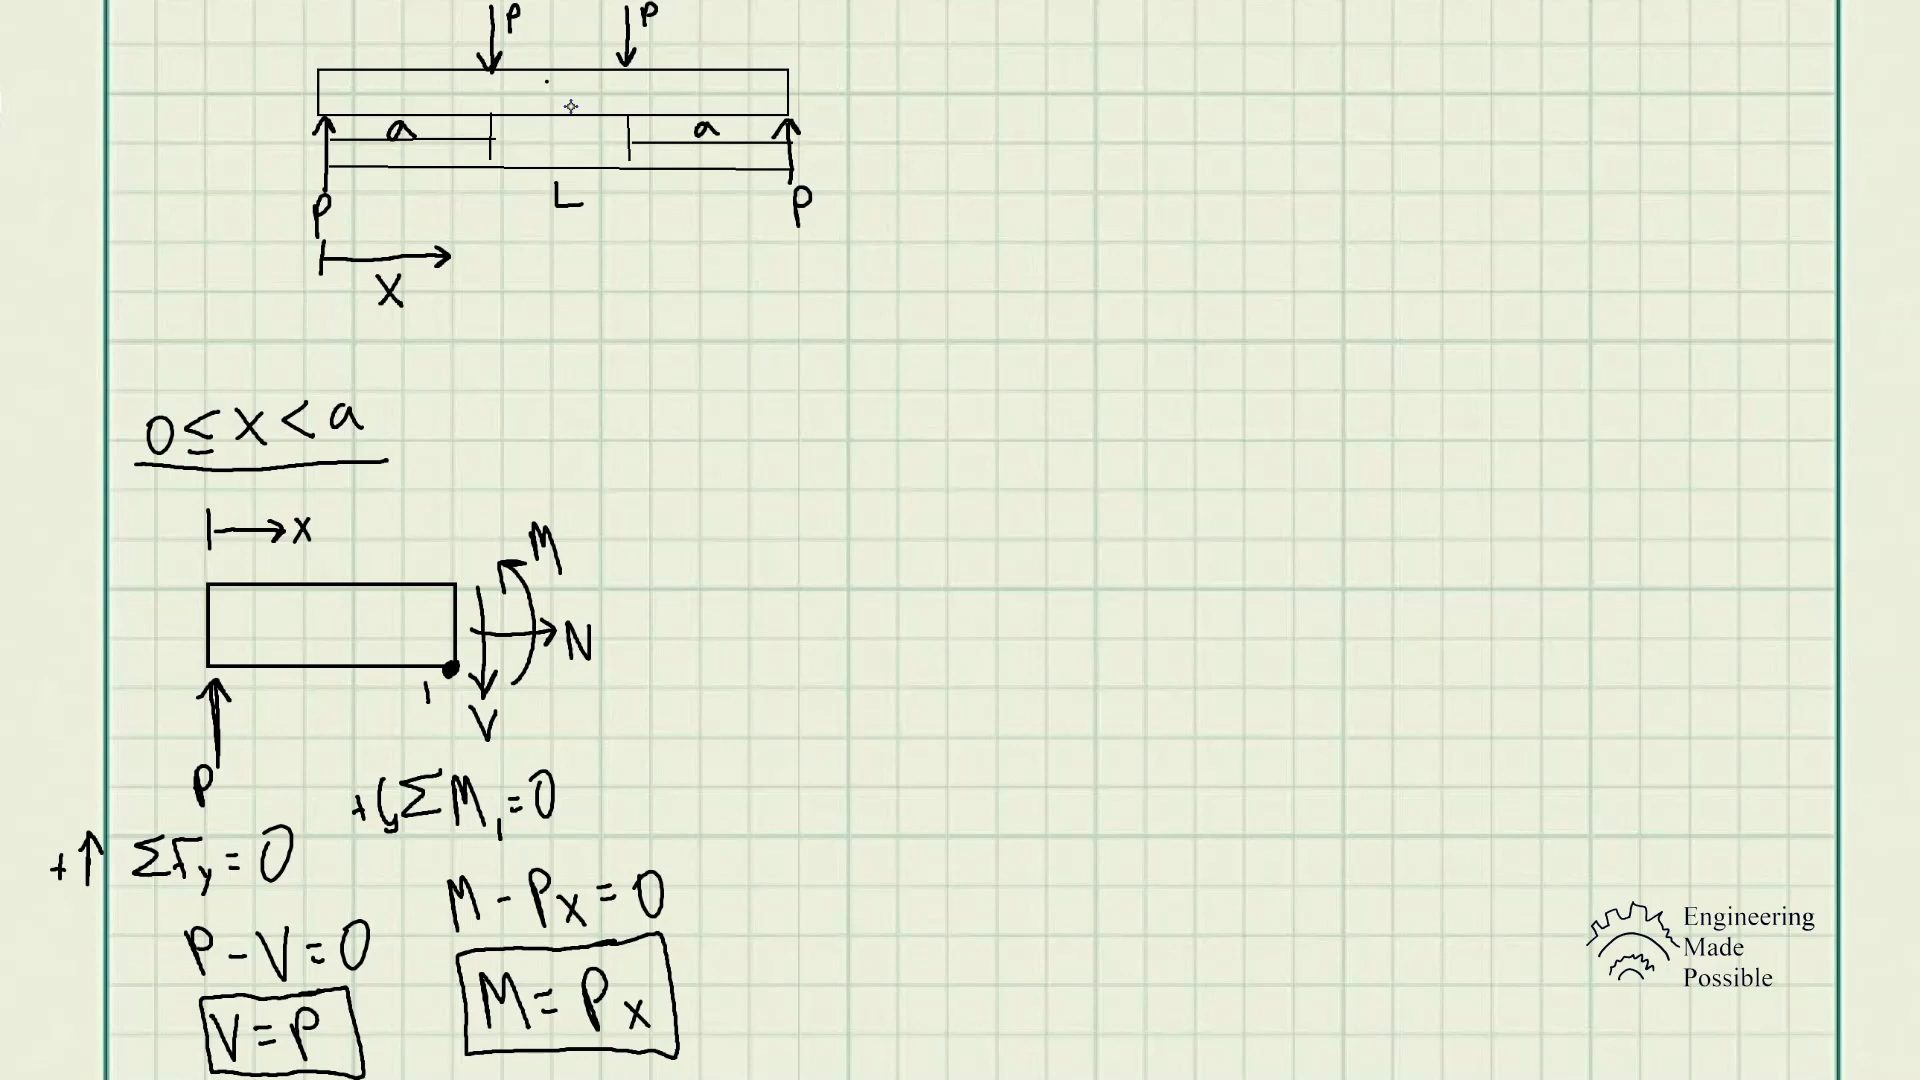 P P
a a
L
P P
X
0 ≤ x < a
x
M
N
1
V
P
+↺ΣM₁=0
+↑ ΣFy=0
M - Px = 0
P - V = 0
M = Px
V = P
Engineering
Made
Possible